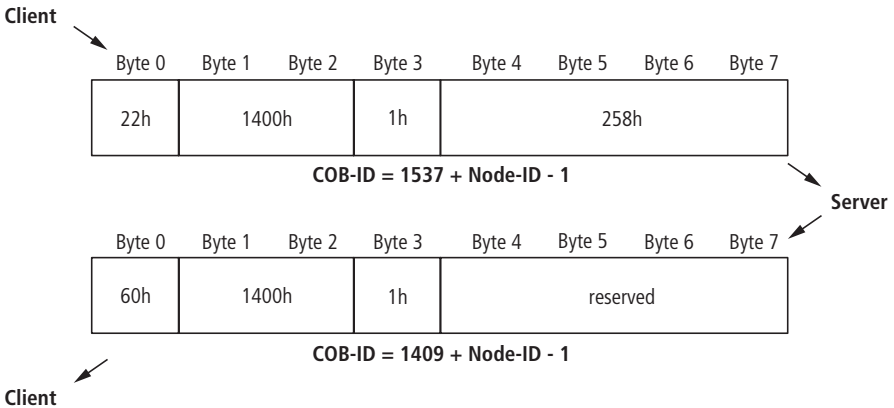 Client
Byte 0 Byte 1 Byte 2 Byte 3 Byte 4 Byte 5 Byte 6 Byte 7
22h 1400h 1h 258h
COB-ID = 1537 + Node-ID - 1
Server
Byte 0 Byte 1 Byte 2 Byte 3 Byte 4 Byte 5 Byte 6 Byte 7
60h 1400h 1h reserved
COB-ID = 1409 + Node-ID - 1
Client